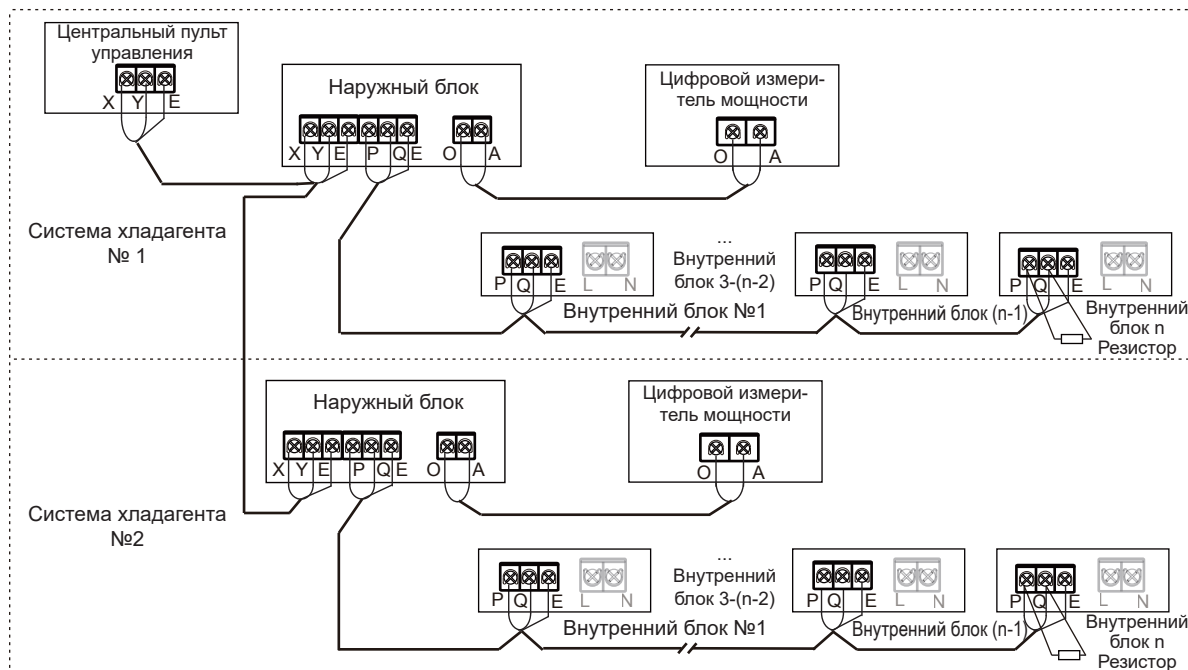 Центральный пульт
управления
X Y E
Наружный блок
X Y E P Q E O A
Цифровой измери-
тель мощности
O A
Система хладагента
№ 1
P Q E L N
Внутренний блок №1
...
Внутренний
блок 3-(n-2)
P Q E L N
Внутренний блок (n-1)
P Q E L N
Внутренний
блок n
Резистор
Наружный блок
X Y E P Q E O A
Цифровой измери-
тель мощности
O A
Система хладагента
№2
P Q E L N
Внутренний блок №1
...
Внутренний
блок 3-(n-2)
P Q E L N
Внутренний блок (n-1)
P Q E L N
Внутренний
блок n
Резистор